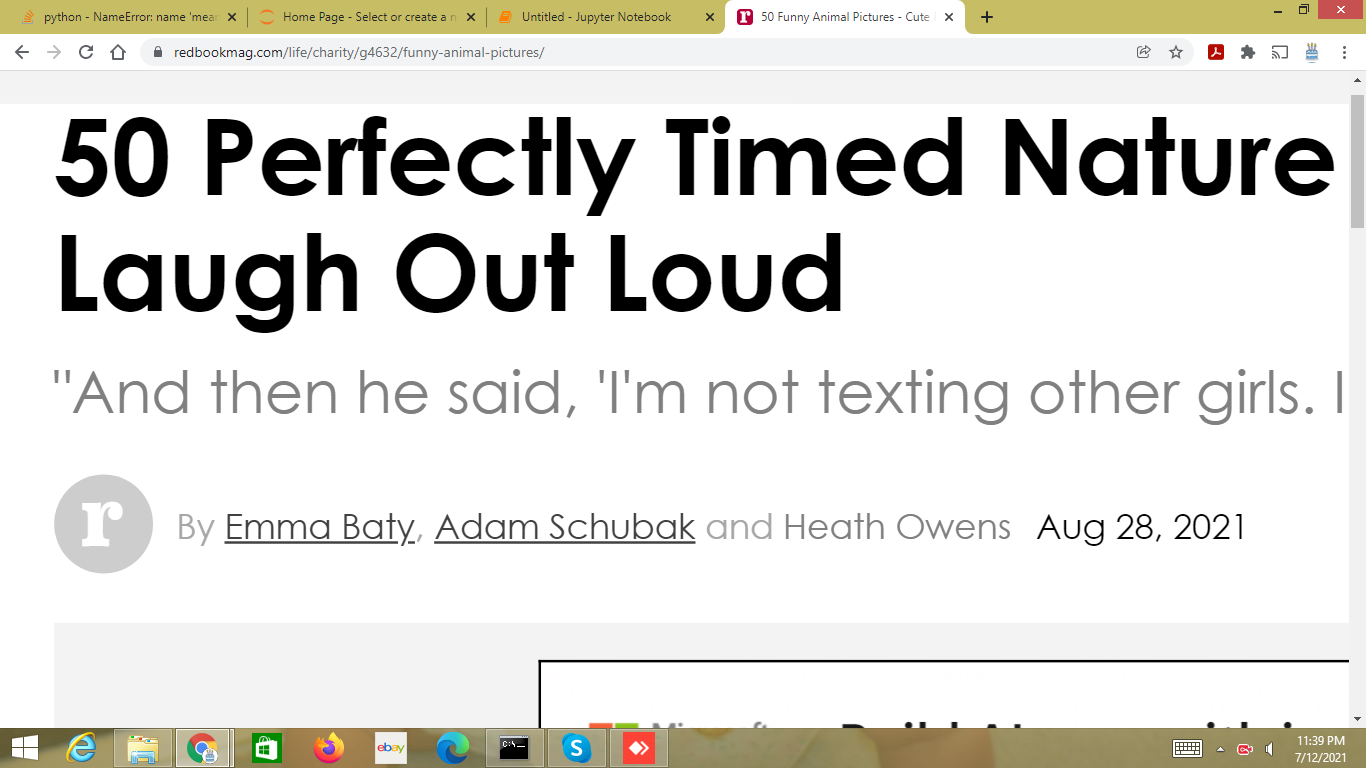 python - NameError: name 'mear
Home Page - Select or create a n
Untitled - Jupyter Notebook
50 Funny Animal Pictures - Cute
redbookmag.com/life/charity/g4632/funny-animal-pictures/
50 Perfectly Timed Nature
Laugh Out Loud
"And then he said, 'I'm not texting other girls. I
r
By Emma Baty, Adam Schubak and Heath Owens Aug 28, 2021
ebay
11:39 PM
7/12/2021